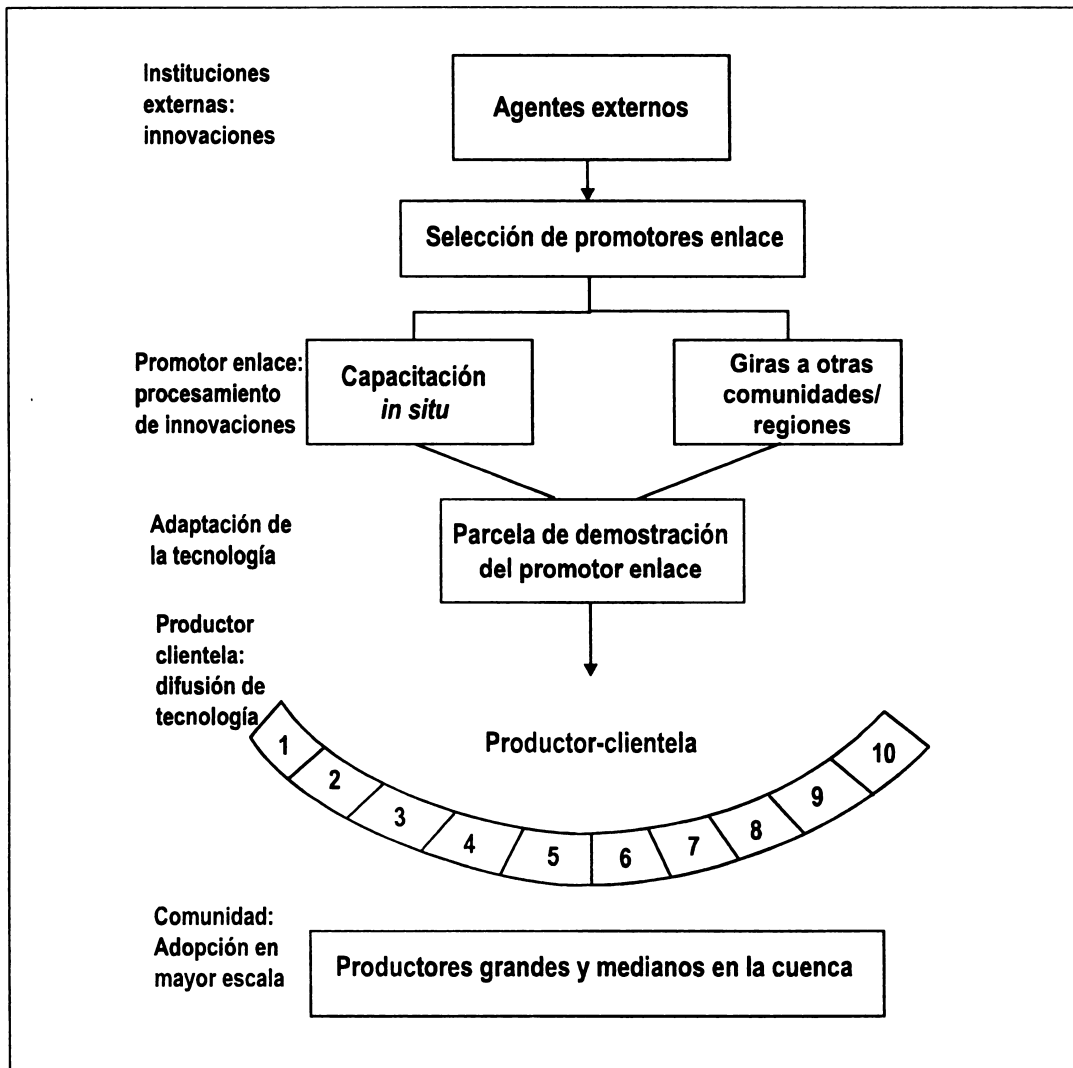 Instituciones
externas:
innovaciones
Agentes externos
Selección de promotores enlace
Promotor enlace:
procesamiento
de innovaciones
Capacitación
in situ
Giras a otras
comunidades/
regiones
Adaptación de
la tecnología
Parcela de demostración
del promotor enlace
Productor
clientela:
difusión de
tecnología
Productor-clientela
1
2
3
4
5
6
7
8
9
10
Comunidad:
Adopción en
mayor escala
Productores grandes y medianos en la cuenca